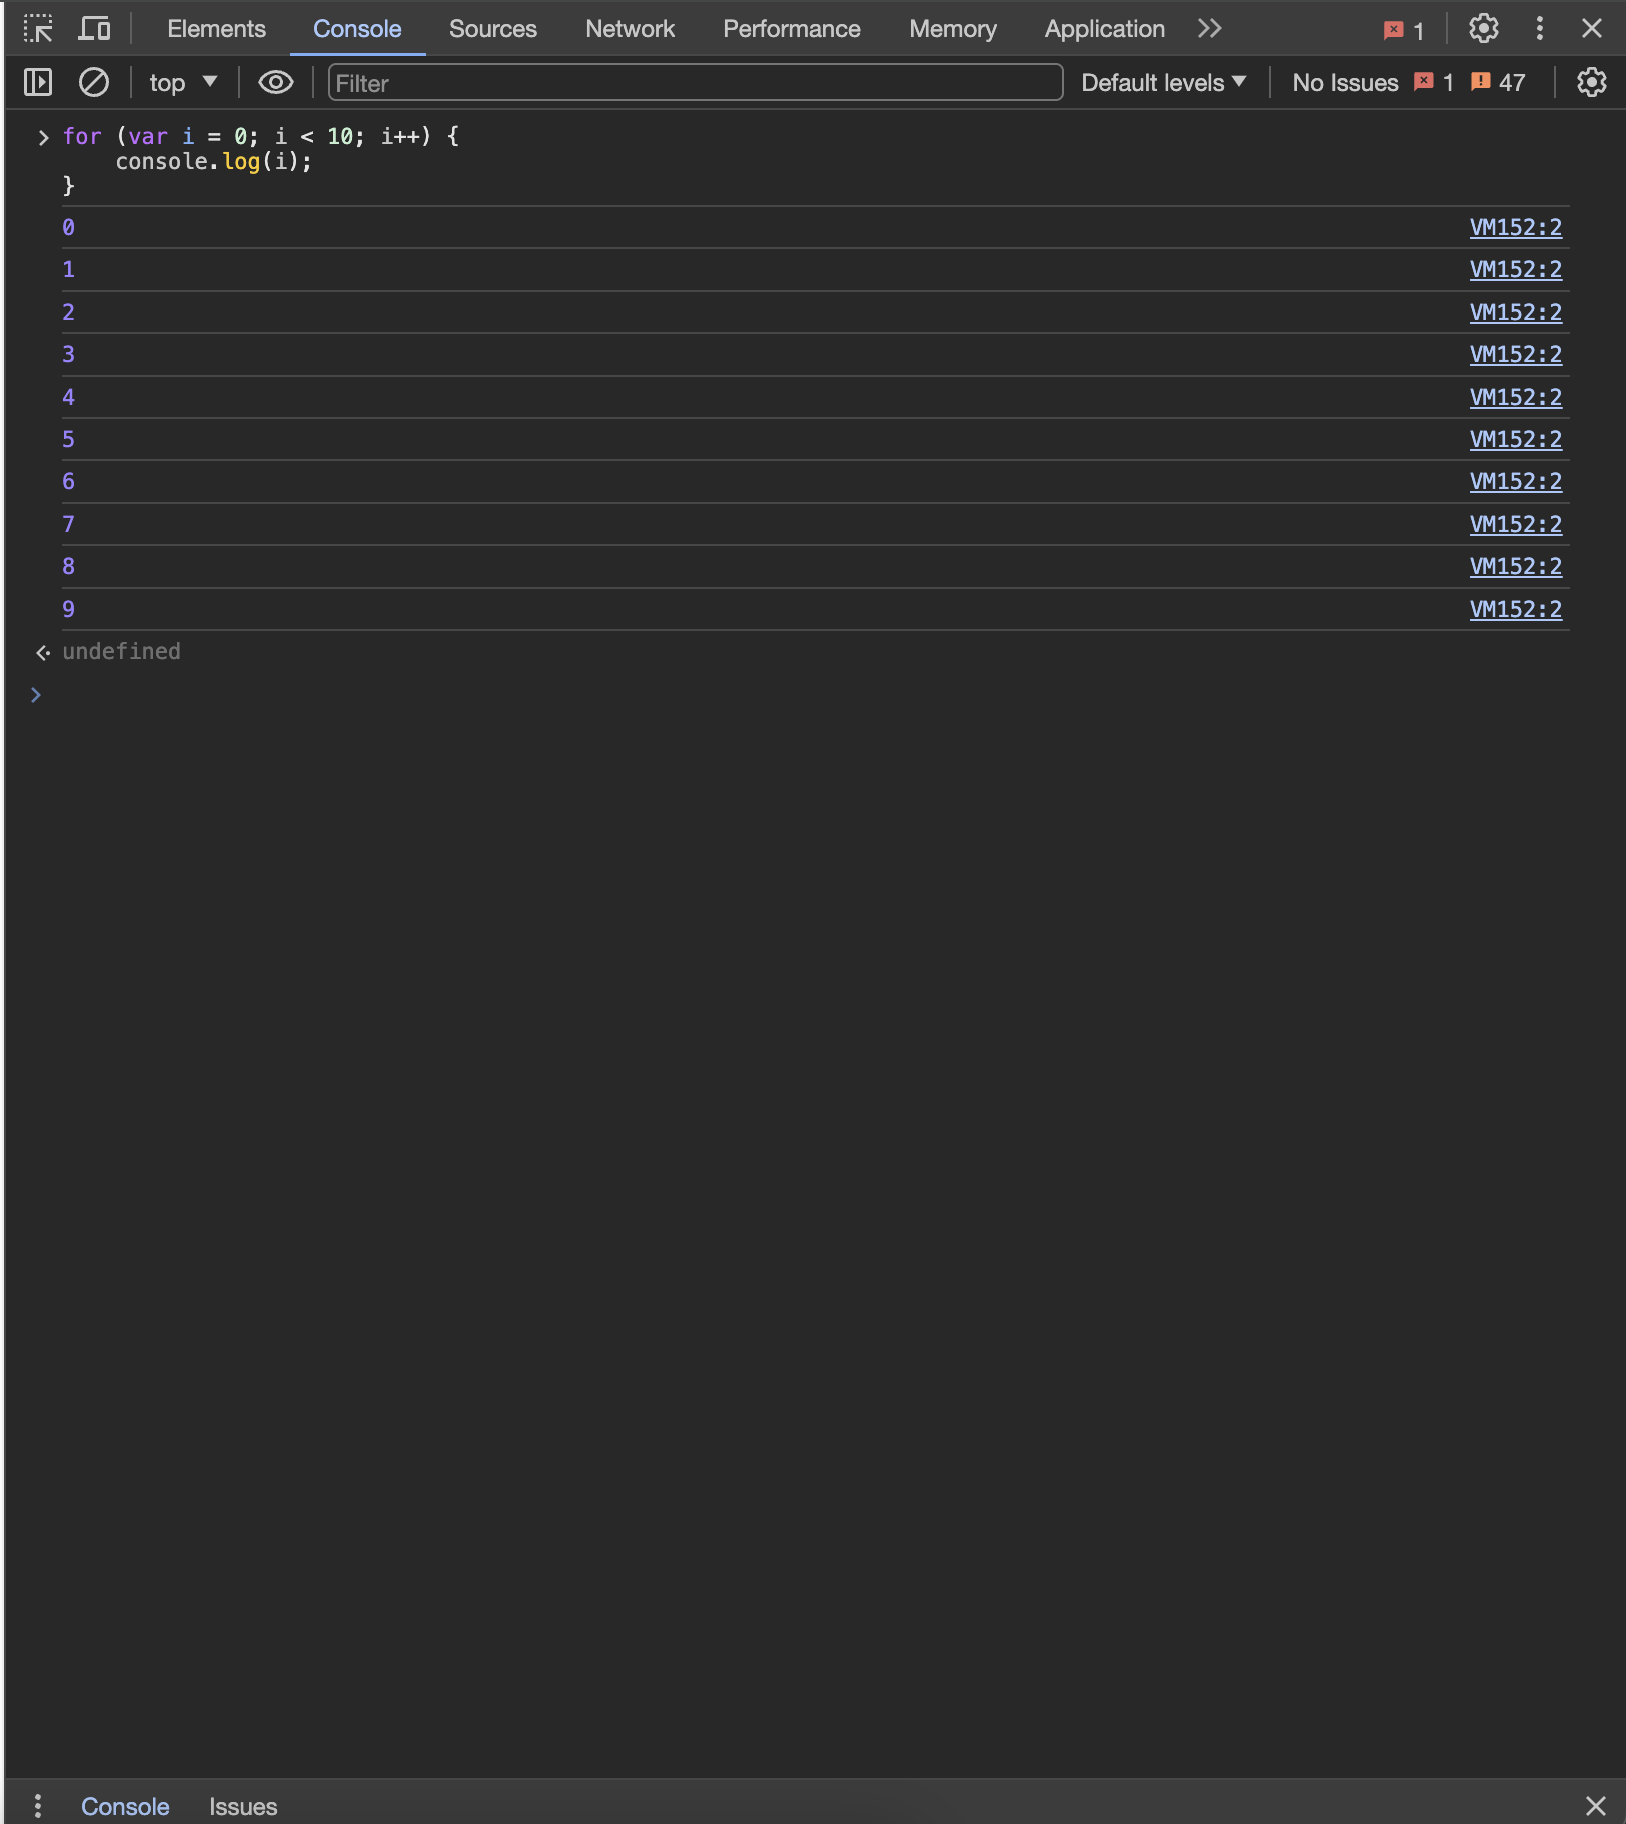 Elements Console Sources Network Performance Memory Application 1
top Filter Default levels No Issues 1 47
for (var i = 0; i < 10; i++) {
    console.log(i);
}
0 VM152:2
1 VM152:2
2 VM152:2
3 VM152:2
4 VM152:2
5 VM152:2
6 VM152:2
7 VM152:2
8 VM152:2
9 VM152:2
undefined
Console Issues